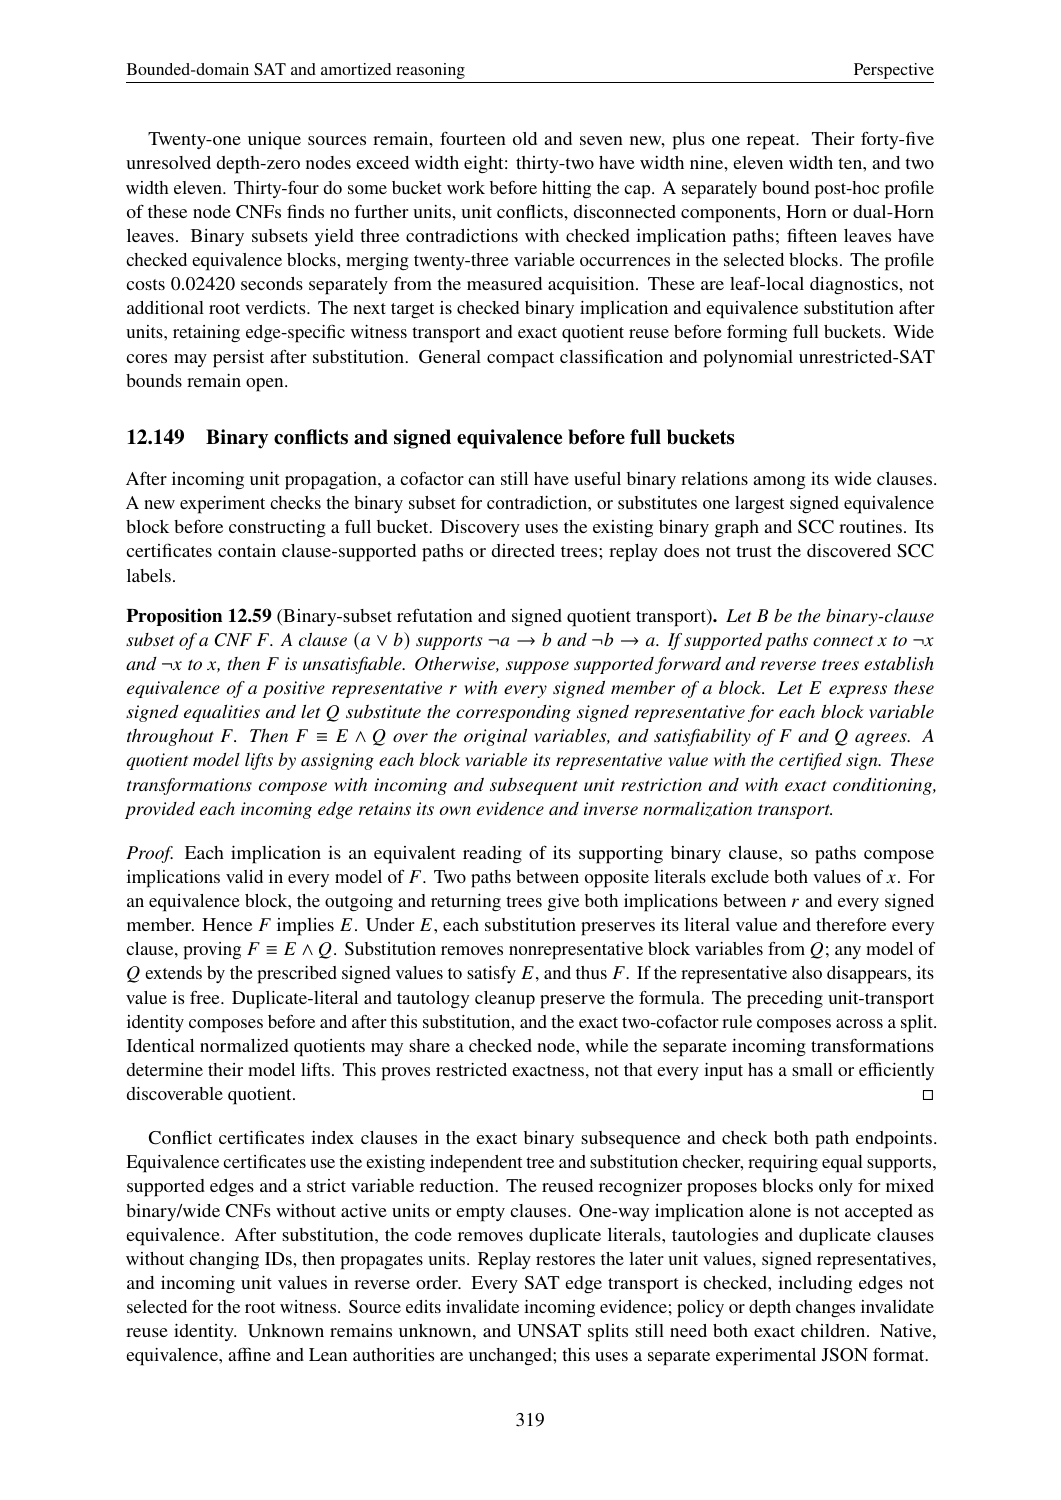 Bounded-domain SAT and amortized reasoning Perspective
Twenty-one unique sources remain, fourteen old and seven new, plus one repeat. Their forty-five
unresolved depth-zero nodes exceed width eight: thirty-two have width nine, eleven width ten, and two
width eleven. Thirty-four do some bucket work before hitting the cap. A separately bound post-hoc profile
of these node CNFs finds no further units, unit conflicts, disconnected components, Horn or dual-Horn
leaves. Binary subsets yield three contradictions with checked implication paths; fifteen leaves have
checked equivalence blocks, merging twenty-three variable occurrences in the selected blocks. The profile
costs 0.02420 seconds separately from the measured acquisition. These are leaf-local diagnostics, not
additional root verdicts. The next target is checked binary implication and equivalence substitution after
units, retaining edge-specific witness transport and exact quotient reuse before forming full buckets. Wide
cores may persist after substitution. General compact classification and polynomial unrestricted-SAT
bounds remain open.
12.149 Binary conflicts and signed equivalence before full buckets
After incoming unit propagation, a cofactor can still have useful binary relations among its wide clauses.
A new experiment checks the binary subset for contradiction, or substitutes one largest signed equivalence
block before constructing a full bucket. Discovery uses the existing binary graph and SCC routines. Its
certificates contain clause-supported paths or directed trees; replay does not trust the discovered SCC
labels.
Proposition 12.59 (Binary-subset refutation and signed quotient transport). Let B be the binary-clause
subset of a CNF F. A clause (a ∨ b) supports ¬a → b and ¬b → a. If supported paths connect x to ¬x
and ¬x to x, then F is unsatisfiable. Otherwise, suppose supported forward and reverse trees establish
equivalence of a positive representative r with every signed member of a block. Let E express these
signed equalities and let Q substitute the corresponding signed representative for each block variable
throughout F. Then F ≡ E ∧ Q over the original variables, and satisfiability of F and Q agrees. A
quotient model lifts by assigning each block variable its representative value with the certified sign. These
transformations compose with incoming and subsequent unit restriction and with exact conditioning,
provided each incoming edge retains its own evidence and inverse normalization transport.
Proof. Each implication is an equivalent reading of its supporting binary clause, so paths compose
implications valid in every model of F. Two paths between opposite literals exclude both values of x. For
an equivalence block, the outgoing and returning trees give both implications between r and every signed
member. Hence F implies E. Under E, each substitution preserves its literal value and therefore every
clause, proving F ≡ E ∧ Q. Substitution removes nonrepresentative block variables from Q; any model of
Q extends by the prescribed signed values to satisfy E, and thus F. If the representative also disappears, its
value is free. Duplicate-literal and tautology cleanup preserve the formula. The preceding unit-transport
identity composes before and after this substitution, and the exact two-cofactor rule composes across a split.
Identical normalized quotients may share a checked node, while the separate incoming transformations
determine their model lifts. This proves restricted exactness, not that every input has a small or efficiently
discoverable quotient. □
Conflict certificates index clauses in the exact binary subsequence and check both path endpoints.
Equivalence certificates use the existing independent tree and substitution checker, requiring equal supports,
supported edges and a strict variable reduction. The reused recognizer proposes blocks only for mixed
binary/wide CNFs without active units or empty clauses. One-way implication alone is not accepted as
equivalence. After substitution, the code removes duplicate literals, tautologies and duplicate clauses
without changing IDs, then propagates units. Replay restores the later unit values, signed representatives,
and incoming unit values in reverse order. Every SAT edge transport is checked, including edges not
selected for the root witness. Source edits invalidate incoming evidence; policy or depth changes invalidate
reuse identity. Unknown remains unknown, and UNSAT splits still need both exact children. Native,
equivalence, affine and Lean authorities are unchanged; this uses a separate experimental JSON format.
319